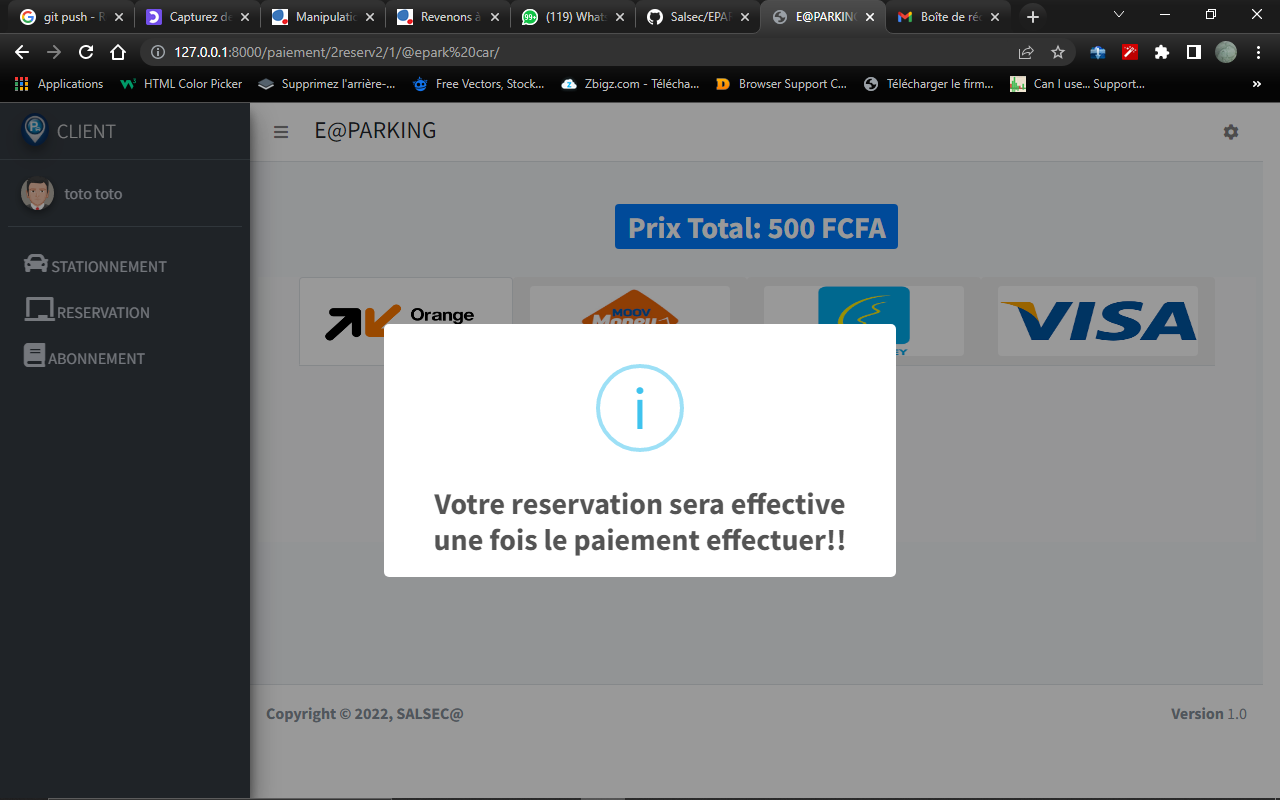 git push - R
Capturez de
Manipulatio
Revenons à
99+
(119) Whats
Salsec/EPAR
E@PARKING
Boîte de réc
127.0.0.1:8000/paiement/2reserv2/1/@epark%20car/
Applications
W3
HTML Color Picker
Supprimez l'arrière-...
Free Vectors, Stock...
Zbigz.com - Télécha...
Browser Support C...
Télécharger le firm...
Can I use... Support...
»
CLIENT
E@PARKING
toto toto
Prix Total: 500 FCFA
STATIONNEMENT
RESERVATION
ABONNEMENT
Orange
MOOV
Money
VISA
i
Votre reservation sera effective
une fois le paiement effectuer!!
Copyright © 2022, SALSEC@
Version 1.0